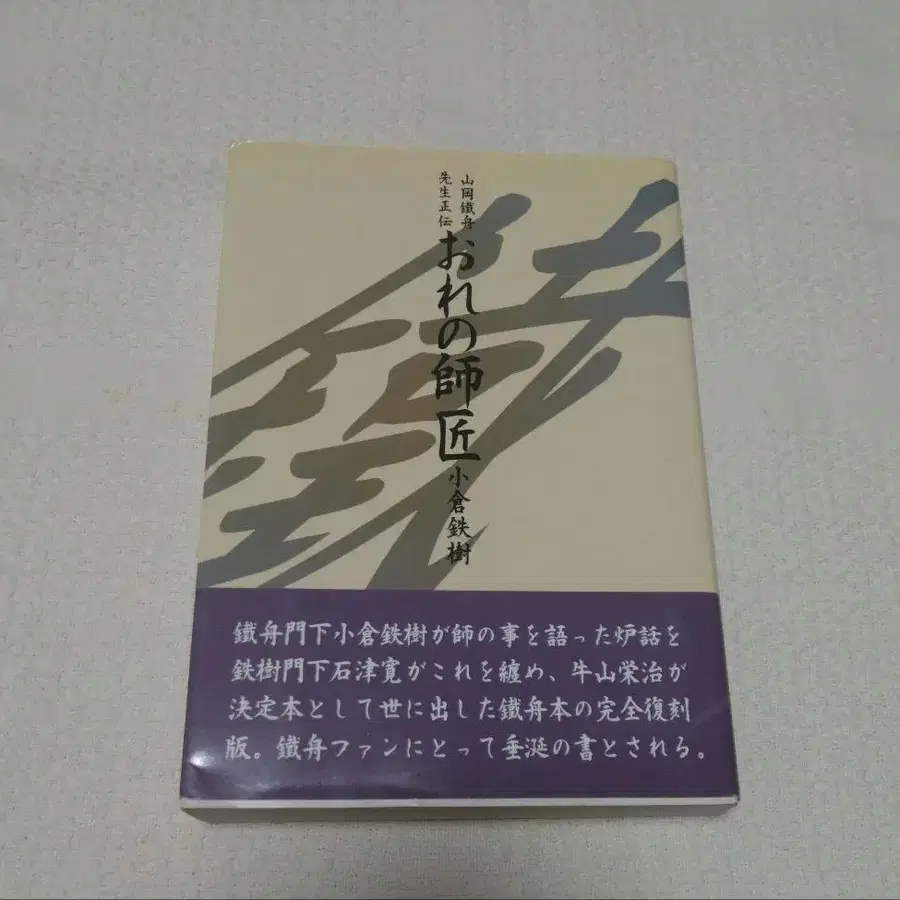 山岡鐵舟
先生正伝
おれの師匠
小倉鉄樹
鐵舟門下小倉鉄樹が師の事を語った炉話を
鉄樹門下石津寛がこれを纏め、牛山栄治が
決定本として世に出した鐵舟本の完全復刻
版。鐵舟ファンにとって垂涎の書とされる。